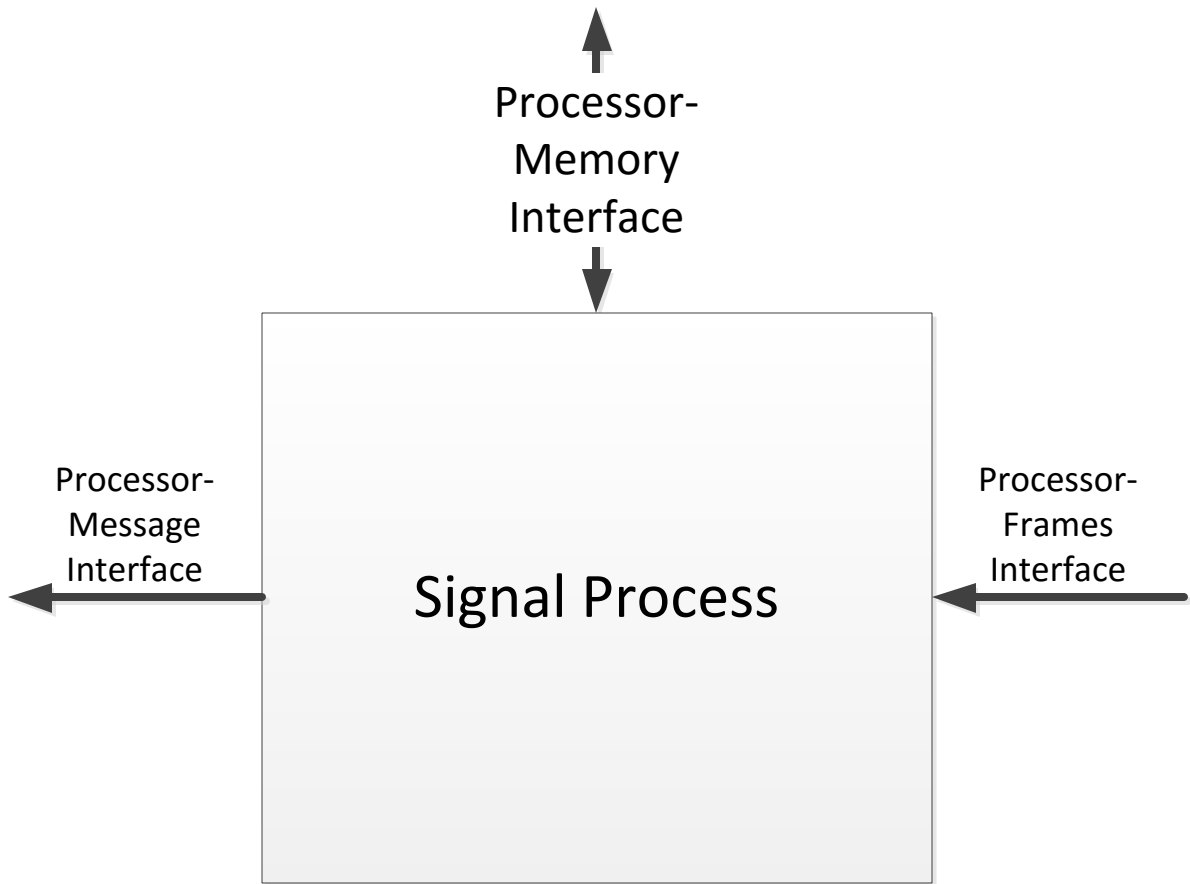 Processor-
Memory
Interface
Processor-
Message
Interface
Signal Process
Processor-
Frames
Interface